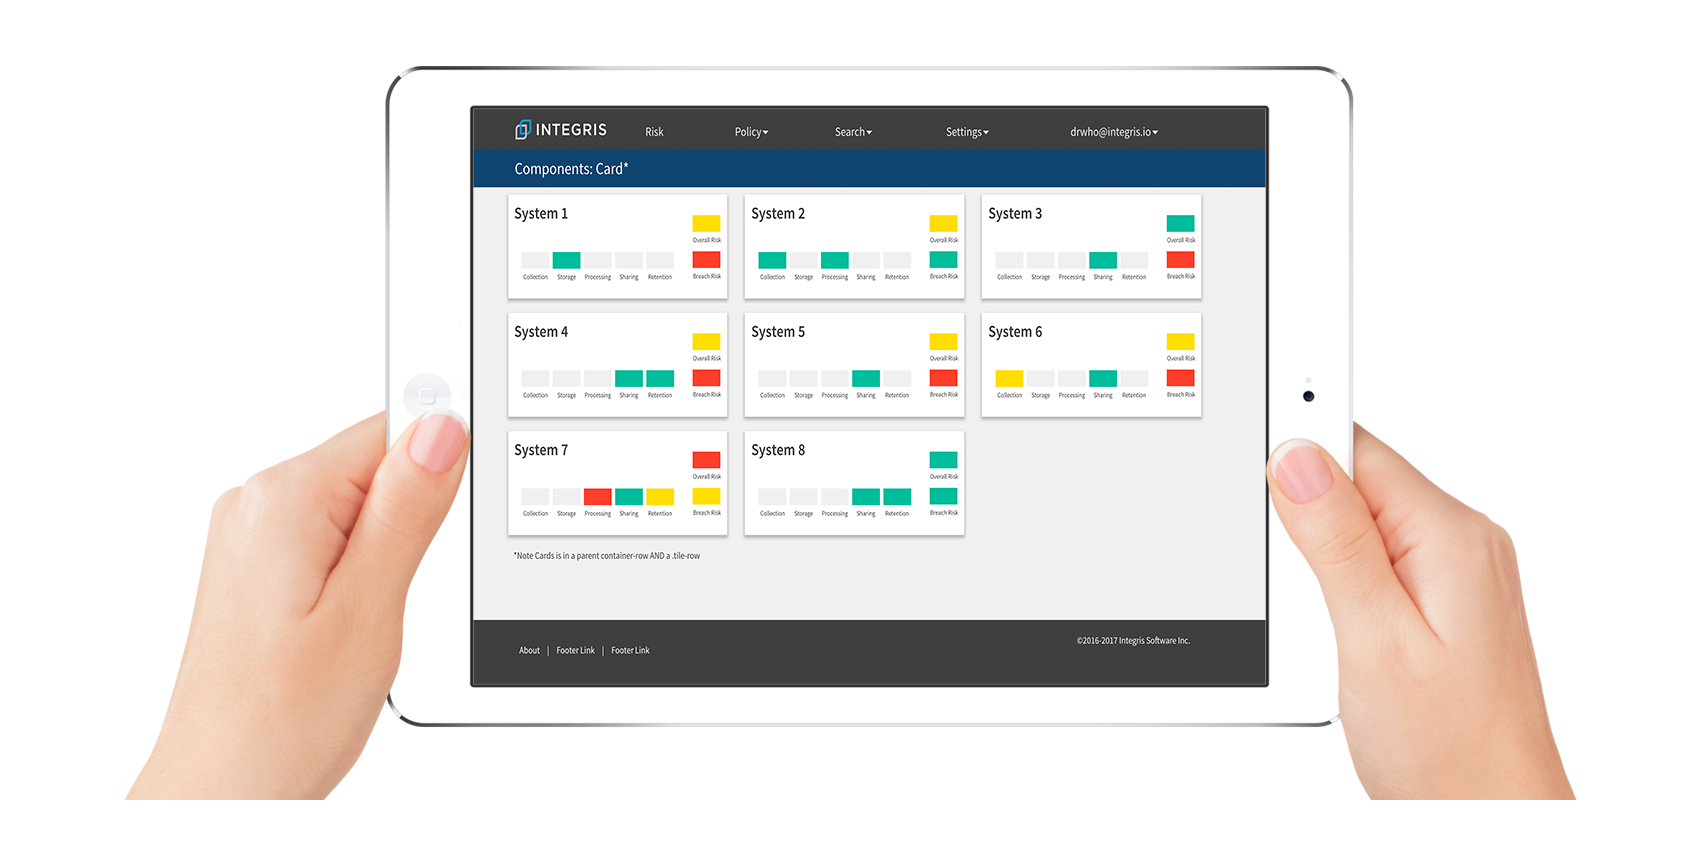 INTEGRIS Risk Policy Search Settings drwho@integris.io
Components: Card*
System 1
Overall Risk
Collection Storage Processing Sharing Retention Breach Risk
System 2
Overall Risk
Collection Storage Processing Sharing Retention Breach Risk
System 3
Overall Risk
Collection Storage Processing Sharing Retention Breach Risk
System 4
Overall Risk
Collection Storage Processing Sharing Retention Breach Risk
System 5
Overall Risk
Collection Storage Processing Sharing Retention Breach Risk
System 6
Overall Risk
Collection Storage Processing Sharing Retention Breach Risk
System 7
Overall Risk
Collection Storage Processing Sharing Retention Breach Risk
System 8
Overall Risk
Collection Storage Processing Sharing Retention Breach Risk
*Note Cards is in a parent container-row AND a .tile-row
©2016-2017 Integris Software Inc.
About | Footer Link | Footer Link